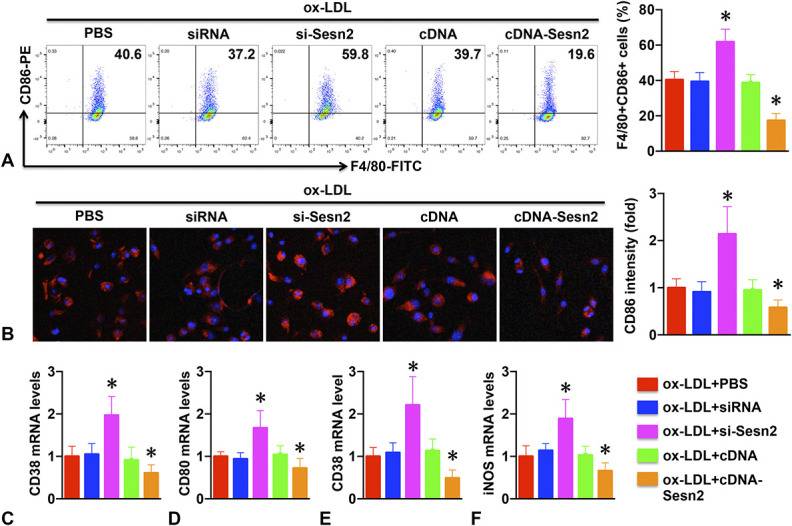 ox-LDL
PBS siRNA si-Sesn2 cDNA cDNA-Sesn2
40.6 37.2 59.8 39.7 19.6
CD86-PE
F4/80-FITC
A
F4/80+CD86+ cells (%)
80
60
40
20
0
* *
ox-LDL
PBS siRNA si-Sesn2 cDNA cDNA-Sesn2
B
CD86 intensity (fold)
3
2
1
0
* *
CD38 mRNA levels
3
2
1
0
* *
C
CD80 mRNA levels
3
2
1
0
* *
D
CD38 mRNA level
3
2
1
0
* *
E
iNOS mRNA levels
3
2
1
0
* *
F
ox-LDL+PBS
ox-LDL+siRNA
ox-LDL+si-Sesn2
ox-LDL+cDNA
ox-LDL+cDNA-
Sesn2